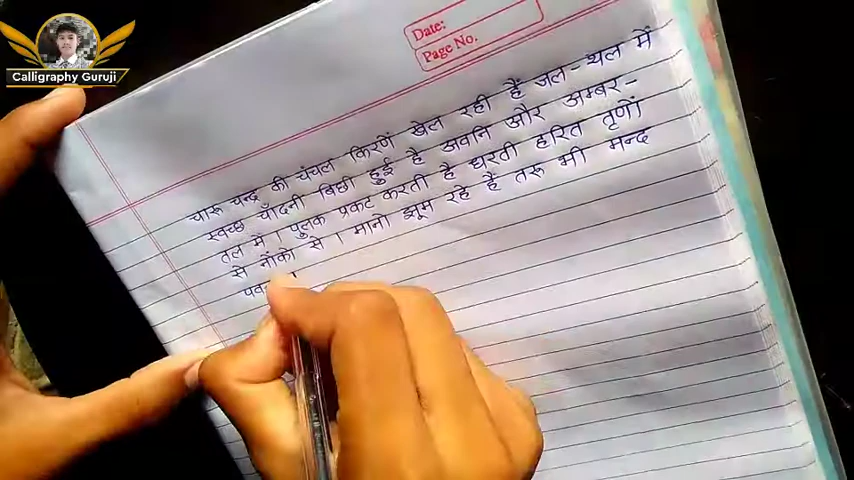 Calligraphy Guruji
Date:
Page No.
चारू चन्द्र की चंचल किरणें खेल रही हैं जल-थल में
स्वच्छ चाँदनी बिछी हुई है अवनि और अम्बर-
तल में। पुलक प्रकट करती है धरती हरित तृणों
से। मानो झूम रहे हैं तरू भी मन्द